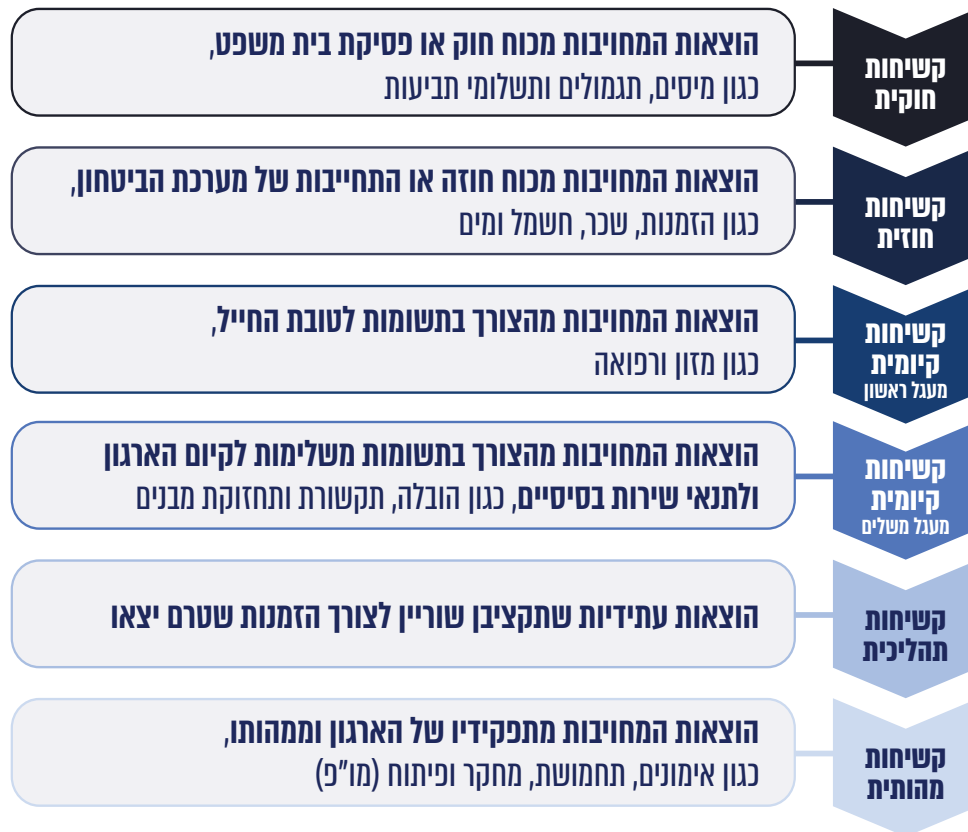 קשיחות
חוקית
הוצאות המחויבות מכוח חוק או פסיקת בית משפט,
כגון מיסים, תגמולים ותשלומי תביעות
קשיחות
חוזית
הוצאות המחויבות מכוח חוזה או התחייבות של מערכת הביטחון,
כגון הזמנות, שכר, חשמל ומים
קשיחות
קיומית
מעגל ראשון
הוצאות המחויבות מהצורך בתשומות לטובת החייל,
כגון מזון ורפואה
קשיחות
קיומית
מעגל משלים
הוצאות המחויבות מהצורך בתשומות משלימות לקיום הארגון
ולתנאי שירות בסיסיים, כגון הובלה, תקשורת ותחזוקת מבנים
קשיחות
תהליכית
הוצאות עתידיות שתקציבן שוריין לצורך הזמנות שטרם יצאו
קשיחות
מהותית
הוצאות המחויבות מתפקידיו של הארגון וממהותו,
כגון אימונים, תחמושת, מחקר ופיתוח (מו"פ)